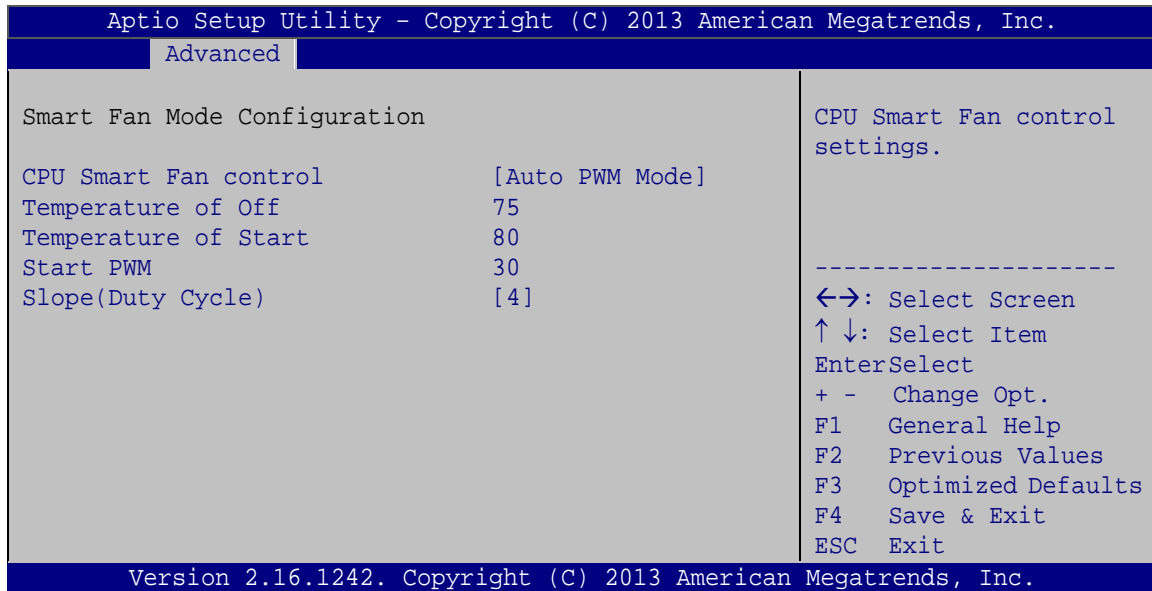 Aptio Setup Utility – Copyright (C) 2013 American Megatrends, Inc.
Advanced
Smart Fan Mode Configuration
CPU Smart Fan control [Auto PWM Mode]
Temperature of Off 75
Temperature of Start 80
Start PWM 30
Slope(Duty Cycle) [4]
CPU Smart Fan control
settings.
---------------------
←→: Select Screen
↑ ↓: Select Item
EnterSelect
+ - Change Opt.
F1 General Help
F2 Previous Values
F3 Optimized Defaults
F4 Save & Exit
ESC Exit
Version 2.16.1242. Copyright (C) 2013 American Megatrends, Inc.